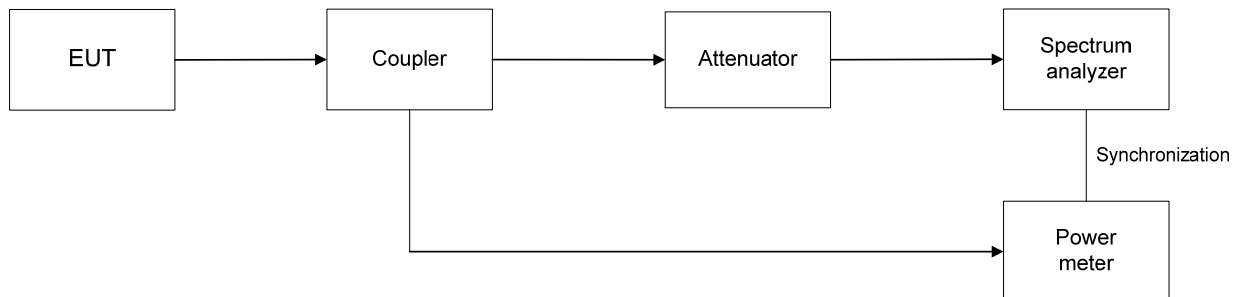 EUT
Coupler
Attenuator
Spectrum
analyzer
Synchronization
Power
meter